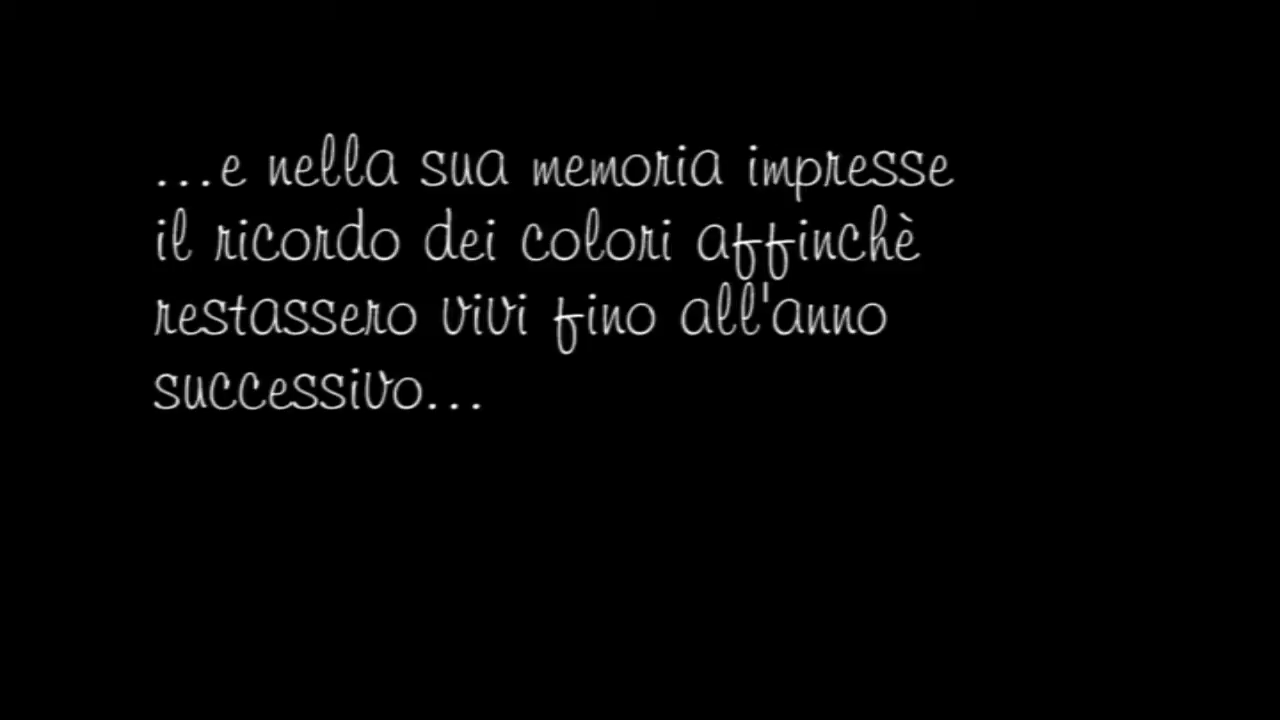 ...e nella sua memoria impresse
il ricordo dei colori affinchè
restassero vivi fino all'anno
successivo...